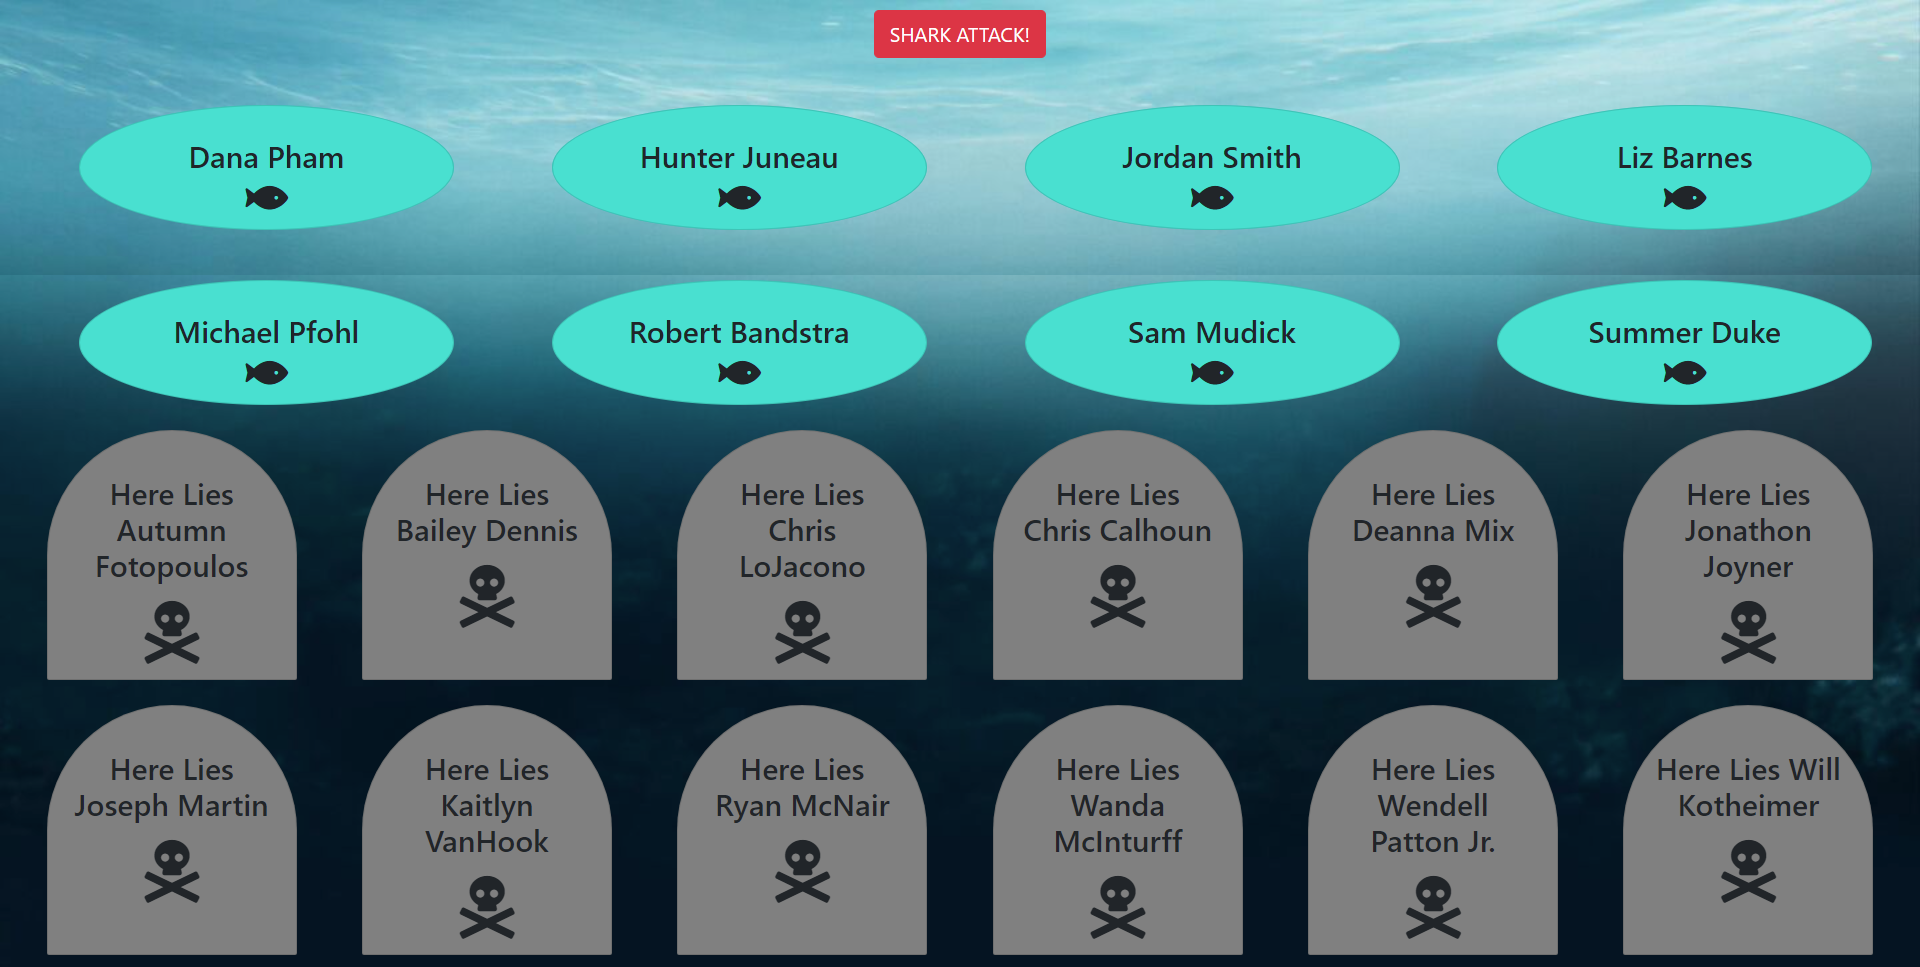 SHARK ATTACK!
Dana Pham
Hunter Juneau
Jordan Smith
Liz Barnes
Michael Pfohl
Robert Bandstra
Sam Mudick
Summer Duke
Here Lies
Autumn
Fotopoulos
Here Lies
Bailey Dennis
Here Lies
Chris
LoJacono
Here Lies
Chris Calhoun
Here Lies
Deanna Mix
Here Lies
Jonathon
Joyner
Here Lies
Joseph Martin
Here Lies
Kaitlyn
VanHook
Here Lies
Ryan McNair
Here Lies
Wanda
McInturff
Here Lies
Wendell
Patton Jr.
Here Lies Will
Kotheimer